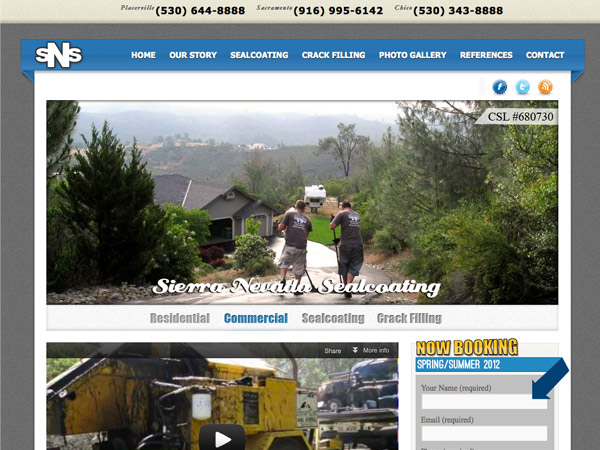 Placerville (530) 644-8888 Sacramento (916) 995-6142 Chico (530) 343-8888
SNS HOME OUR STORY SEALCOATING CRACK FILLING PHOTO GALLERY REFERENCES CONTACT
CSL #680730
Sierra Nevada Sealcoating
Residential Commercial Sealcoating Crack Filling
Share More info
NOW BOOKING
SPRING/SUMMER 2012
Your Name (required)
Email (required)